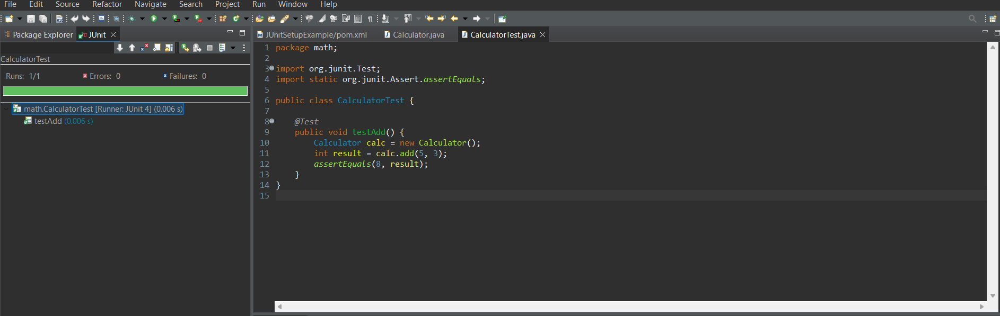 File Edit Source Refactor Navigate Search Project Run Window Help
Package Explorer JUnit
CalculatorTest
Runs: 1/1 Errors: 0 Failures: 0
math.CalculatorTest [Runner: JUnit 4] (0.006 s)
testAdd (0.006 s)
JUnitSetupExample/pom.xml Calculator.java CalculatorTest.java
1 package math;
2
3 import org.junit.Test;
4 import static org.junit.Assert.assertEquals;
5
6 public class CalculatorTest {
7
8 @Test
9 public void testAdd() {
10 Calculator calc = new Calculator();
11 int result = calc.add(5, 3);
12 assertEquals(8, result);
13 }
14 }
15